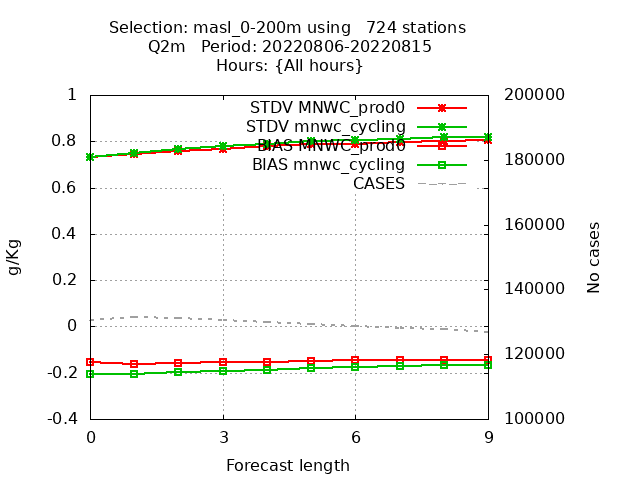 Selection: masl_0-200m using   724 stations
Q2m   Period: 20220806-20220815
Hours: {All hours}
1
0.8
0.6
0.4
0.2
0
-0.2
-0.4
g/Kg
STDV MNWC_prod0
STDV mnwc_cycling
BIAS MNWC_prod0
BIAS mnwc_cycling
CASES
200000
180000
160000
140000
120000
100000
No cases
0 3 6 9
Forecast length